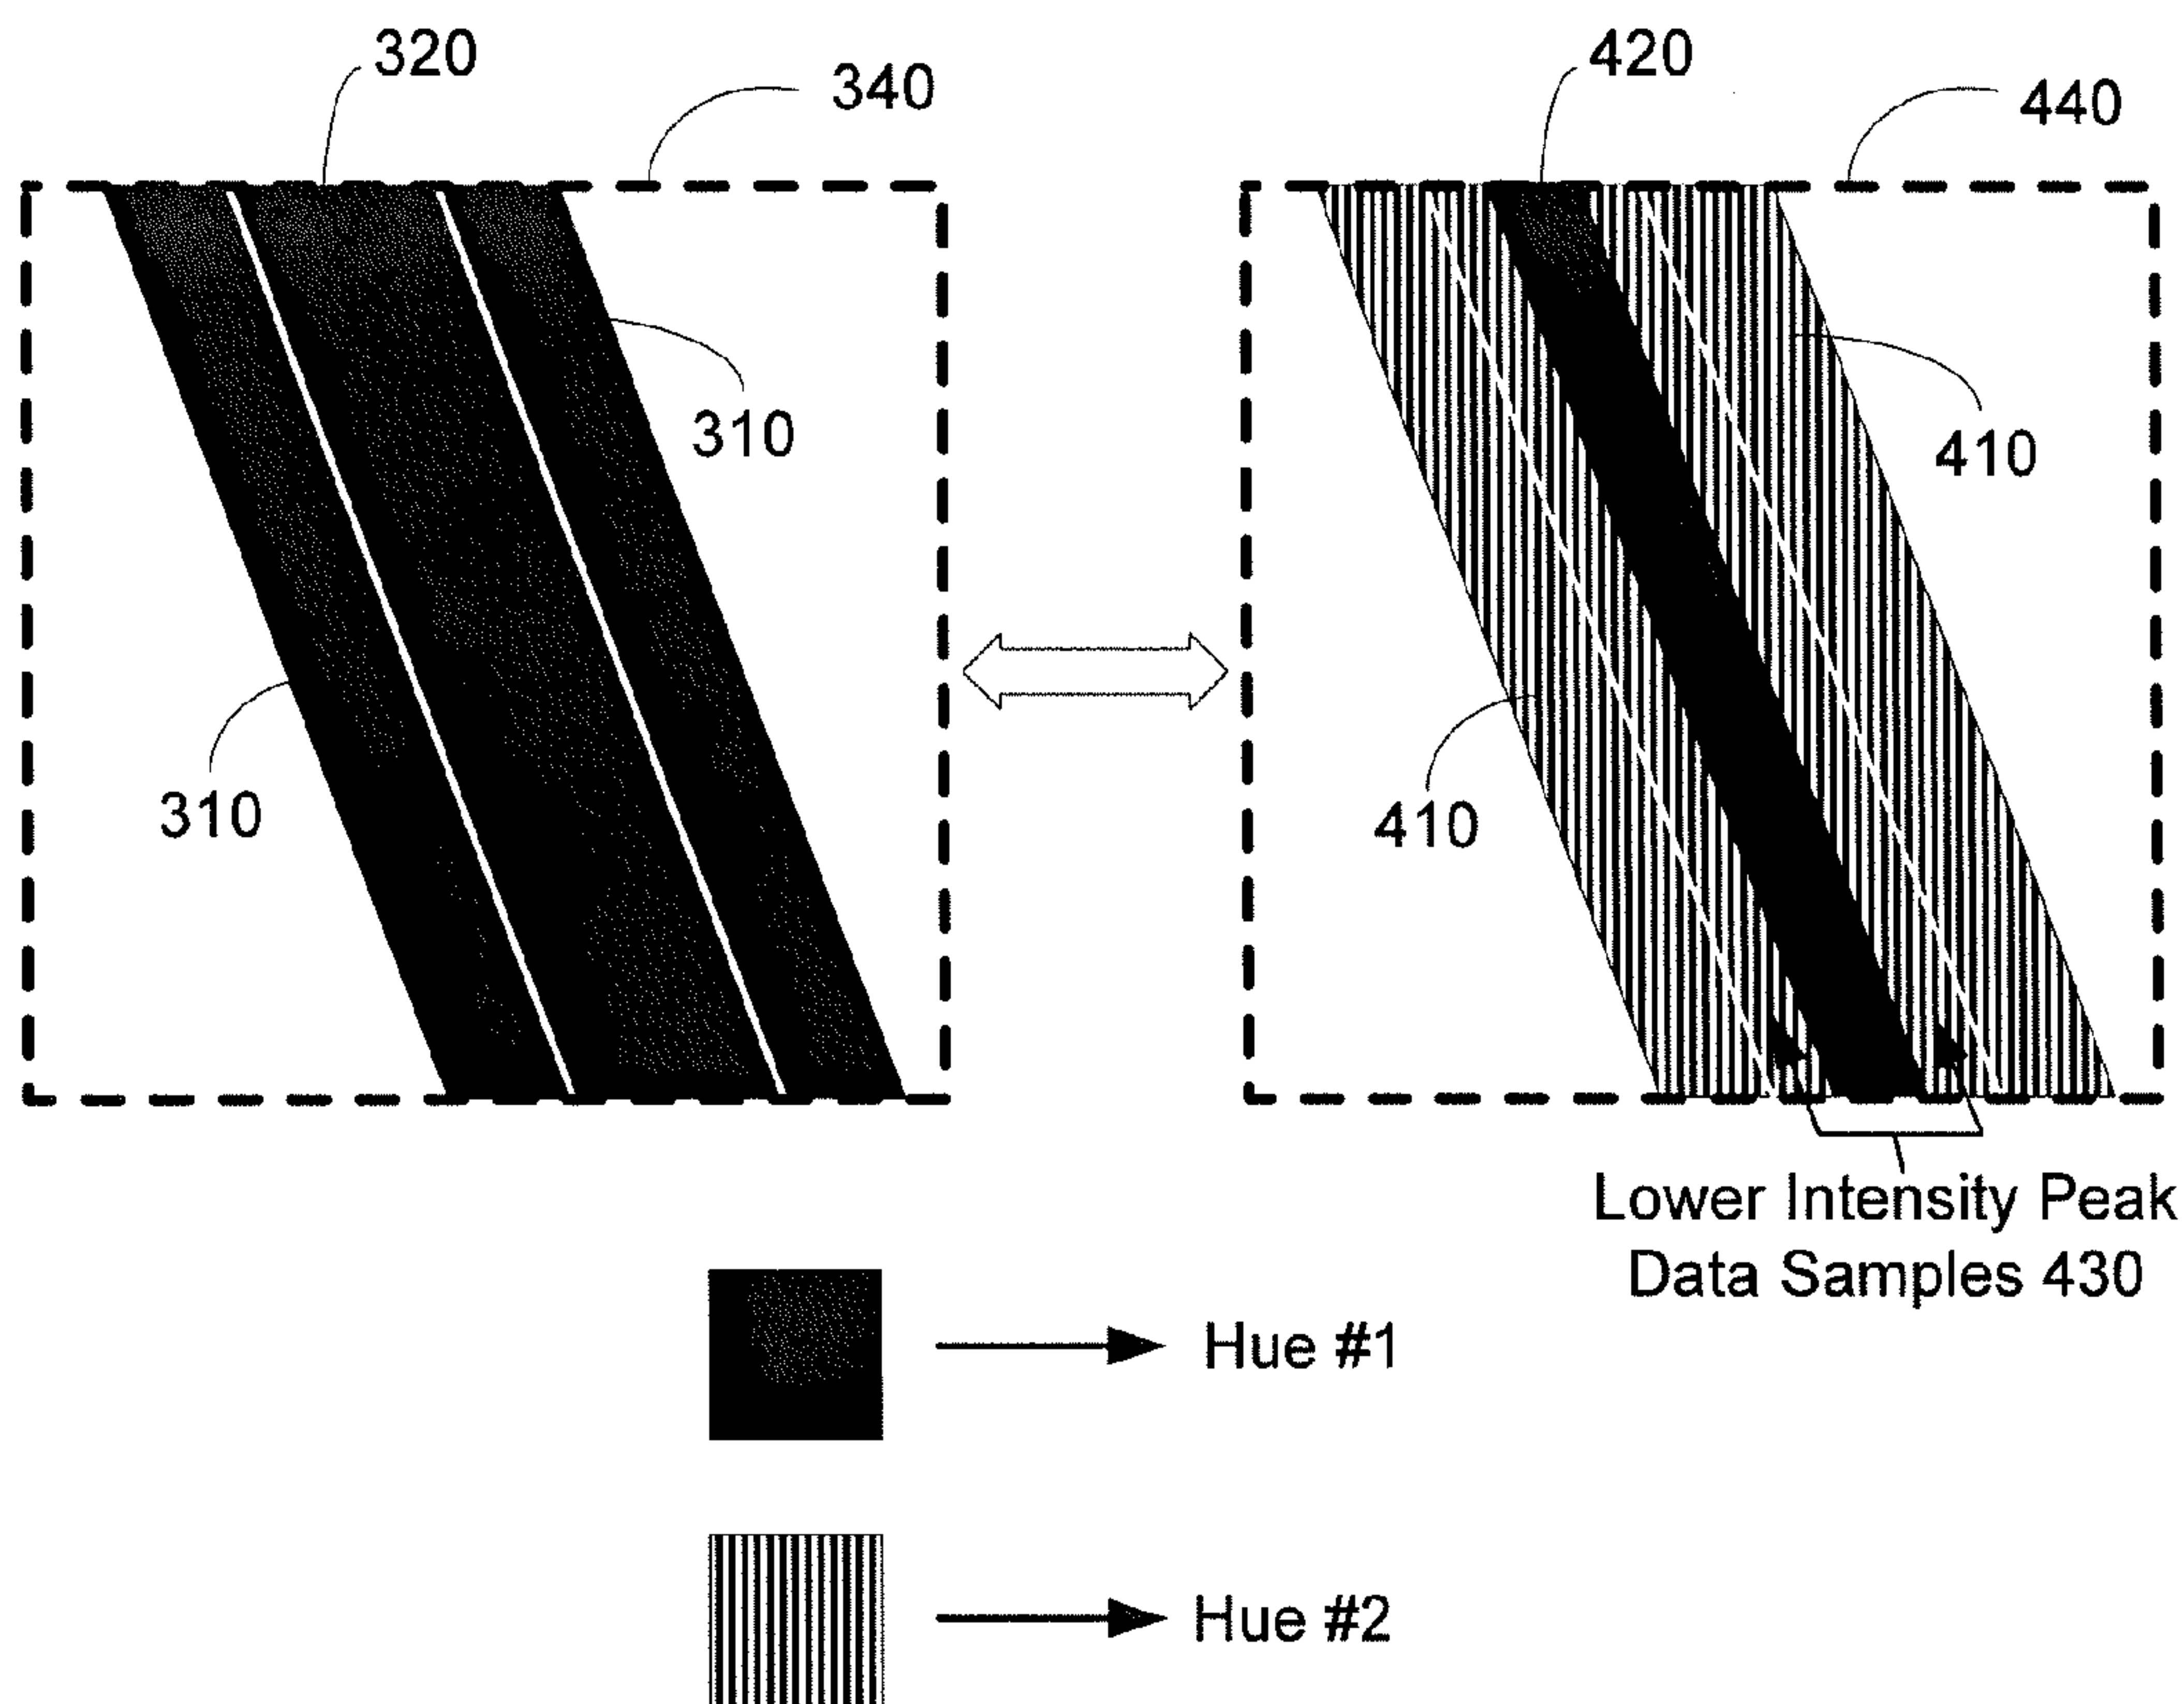 320
340
420
440
310
410
310
410
Lower Intensity Peak
Data Samples 430
Hue #1
Hue #2